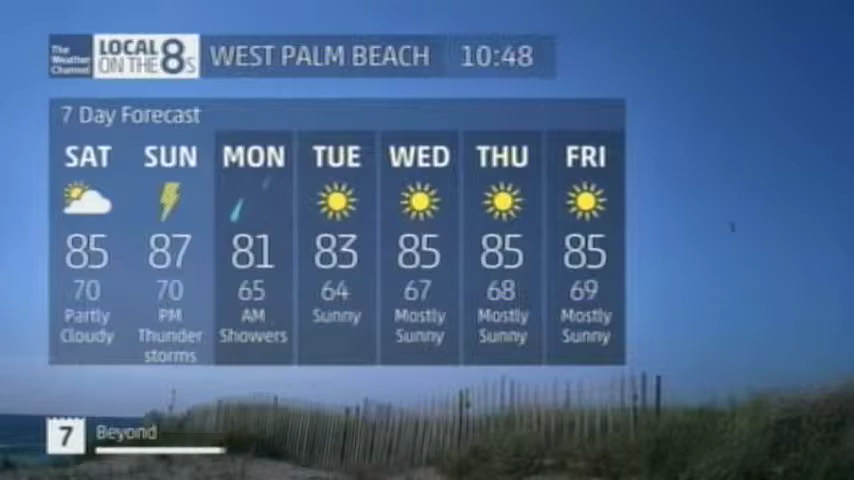 The Weather Channel
LOCAL ON THE 8s
WEST PALM BEACH 10:48
7 Day Forecast
SAT SUN MON TUE WED THU FRI
85 87 81 83 85 85 85
70 70 65 64 67 68 69
Partly Cloudy
PM Thunder storms
AM Showers
Sunny
Mostly Sunny
Mostly Sunny
Mostly Sunny
7 Beyond